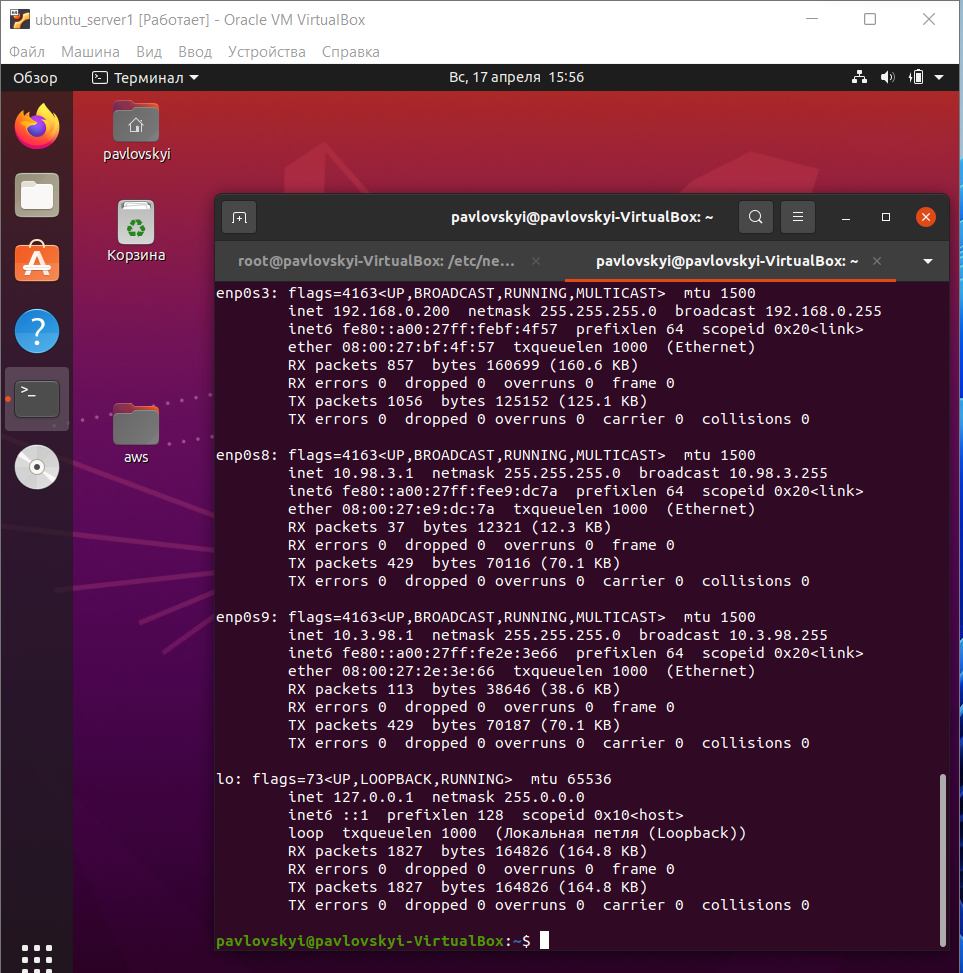 ubuntu_server1 [Работает] - Oracle VM VirtualBox
Файл Машина Вид Ввод Устройства Справка
Обзор Терминал Вс, 17 апреля 15:56
pavlovskyi
Корзина
aws
pavlovskyi@pavlovskyi-VirtualBox: ~
root@pavlovskyi-VirtualBox: /etc/ne... pavlovskyi@pavlovskyi-VirtualBox: ~
enp0s3: flags=4163<UP,BROADCAST,RUNNING,MULTICAST> mtu 1500
inet 192.168.0.200 netmask 255.255.255.0 broadcast 192.168.0.255
inet6 fe80::a00:27ff:febf:4f57 prefixlen 64 scopeid 0x20<link>
ether 08:00:27:bf:4f:57 txqueuelen 1000 (Ethernet)
RX packets 857 bytes 160699 (160.6 KB)
RX errors 0 dropped 0 overruns 0 frame 0
TX packets 1056 bytes 125152 (125.1 KB)
TX errors 0 dropped 0 overruns 0 carrier 0 collisions 0
enp0s8: flags=4163<UP,BROADCAST,RUNNING,MULTICAST> mtu 1500
inet 10.98.3.1 netmask 255.255.255.0 broadcast 10.98.3.255
inet6 fe80::a00:27ff:fee9:dc7a prefixlen 64 scopeid 0x20<link>
ether 08:00:27:e9:dc:7a txqueuelen 1000 (Ethernet)
RX packets 37 bytes 12321 (12.3 KB)
RX errors 0 dropped 0 overruns 0 frame 0
TX packets 429 bytes 70116 (70.1 KB)
TX errors 0 dropped 0 overruns 0 carrier 0 collisions 0
enp0s9: flags=4163<UP,BROADCAST,RUNNING,MULTICAST> mtu 1500
inet 10.3.98.1 netmask 255.255.255.0 broadcast 10.3.98.255
inet6 fe80::a00:27ff:fe2e:3e66 prefixlen 64 scopeid 0x20<link>
ether 08:00:27:2e:3e:66 txqueuelen 1000 (Ethernet)
RX packets 113 bytes 38646 (38.6 KB)
RX errors 0 dropped 0 overruns 0 frame 0
TX packets 429 bytes 70187 (70.1 KB)
TX errors 0 dropped 0 overruns 0 carrier 0 collisions 0
lo: flags=73<UP,LOOPBACK,RUNNING> mtu 65536
inet 127.0.0.1 netmask 255.0.0.0
inet6 ::1 prefixlen 128 scopeid 0x10<host>
loop txqueuelen 1000 (Локальная петля (Loopback))
RX packets 1827 bytes 164826 (164.8 KB)
RX errors 0 dropped 0 overruns 0 frame 0
TX packets 1827 bytes 164826 (164.8 KB)
TX errors 0 dropped 0 overruns 0 carrier 0 collisions 0
pavlovskyi@pavlovskyi-VirtualBox:~$